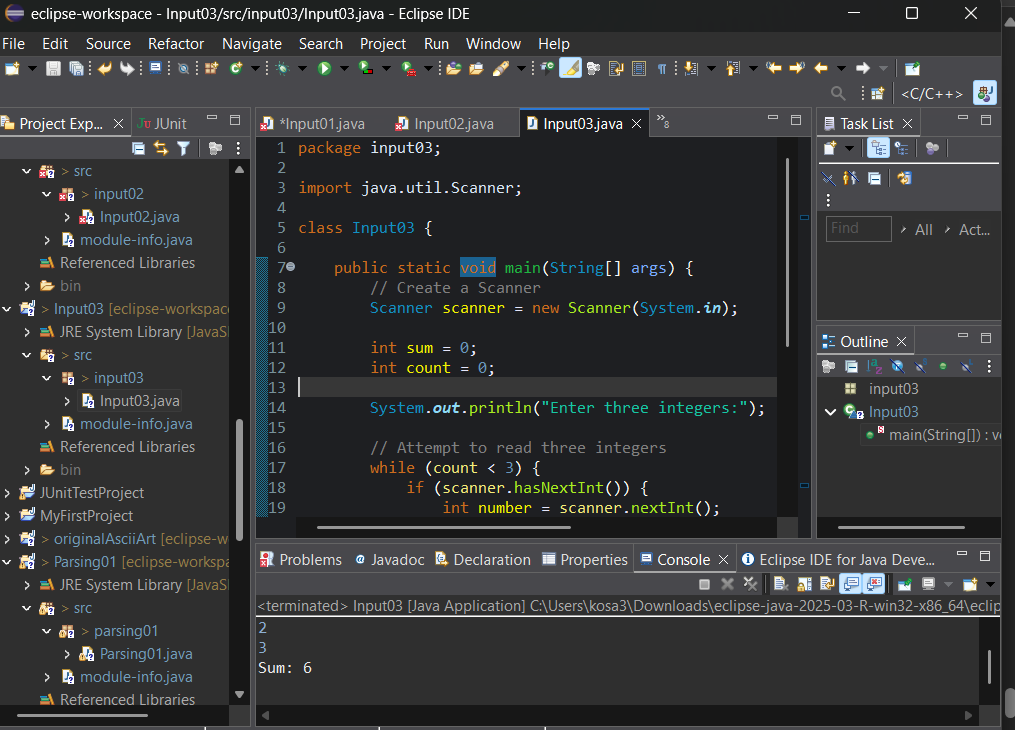 eclipse-workspace - Input03/src/input03/Input03.java - Eclipse IDE
File Edit Source Refactor Navigate Search Project Run Window Help
<C/C++>
Project Exp... JUnit
> src
> input02
> Input02.java
module-info.java
Referenced Libraries
> bin
> Input03 [eclipse-workspac
JRE System Library [JavaS
> src
> input03
> Input03.java
module-info.java
Referenced Libraries
bin
JUnitTestProject
MyFirstProject
> originalAsciiArt [eclipse-w
> Parsing01 [eclipse-workspa
JRE System Library [JavaS
> src
> parsing01
> Parsing01.java
module-info.java
Referenced Libraries
*Input01.java Input02.java Input03.java »8
1 package input03;
2
3 import java.util.Scanner;
4
5 class Input03 {
6
7 public static void main(String[] args) {
8 // Create a Scanner
9 Scanner scanner = new Scanner(System.in);
10
11 int sum = 0;
12 int count = 0;
13
14 System.out.println("Enter three integers:");
15
16 // Attempt to read three integers
17 while (count < 3) {
18 if (scanner.hasNextInt()) {
19 int number = scanner.nextInt();
Task List
Find All Act...
Outline
input03
Input03
main(String[]) : vo
Problems Javadoc Declaration Properties Console Eclipse IDE for Java Deve...
<terminated> Input03 [Java Application] C:\Users\kosa3\Downloads\eclipse-java-2025-03-R-win32-x86_64\eclip
2
3
Sum: 6